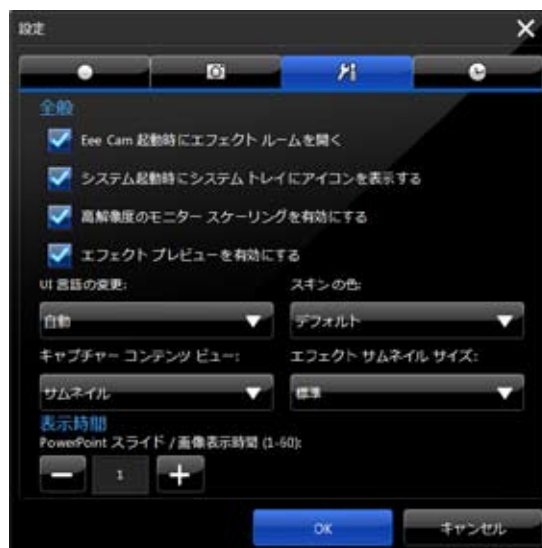 設定
全般
Eee Cam 起動時にエフェクト ルームを開く
システム起動時にシステム トレイにアイコンを表示する
高解像度のモニター スケーリングを有効にする
エフェクト プレビューを有効にする
UI 言語の変更: スキンの色:
自動 デフォルト
キャプチャー コンテンツ ビュー: エフェクト サムネイル サイズ:
サムネイル 標準
表示時間
PowerPoint スライド / 画像表示時間 (1-60):
1
OK キャンセル